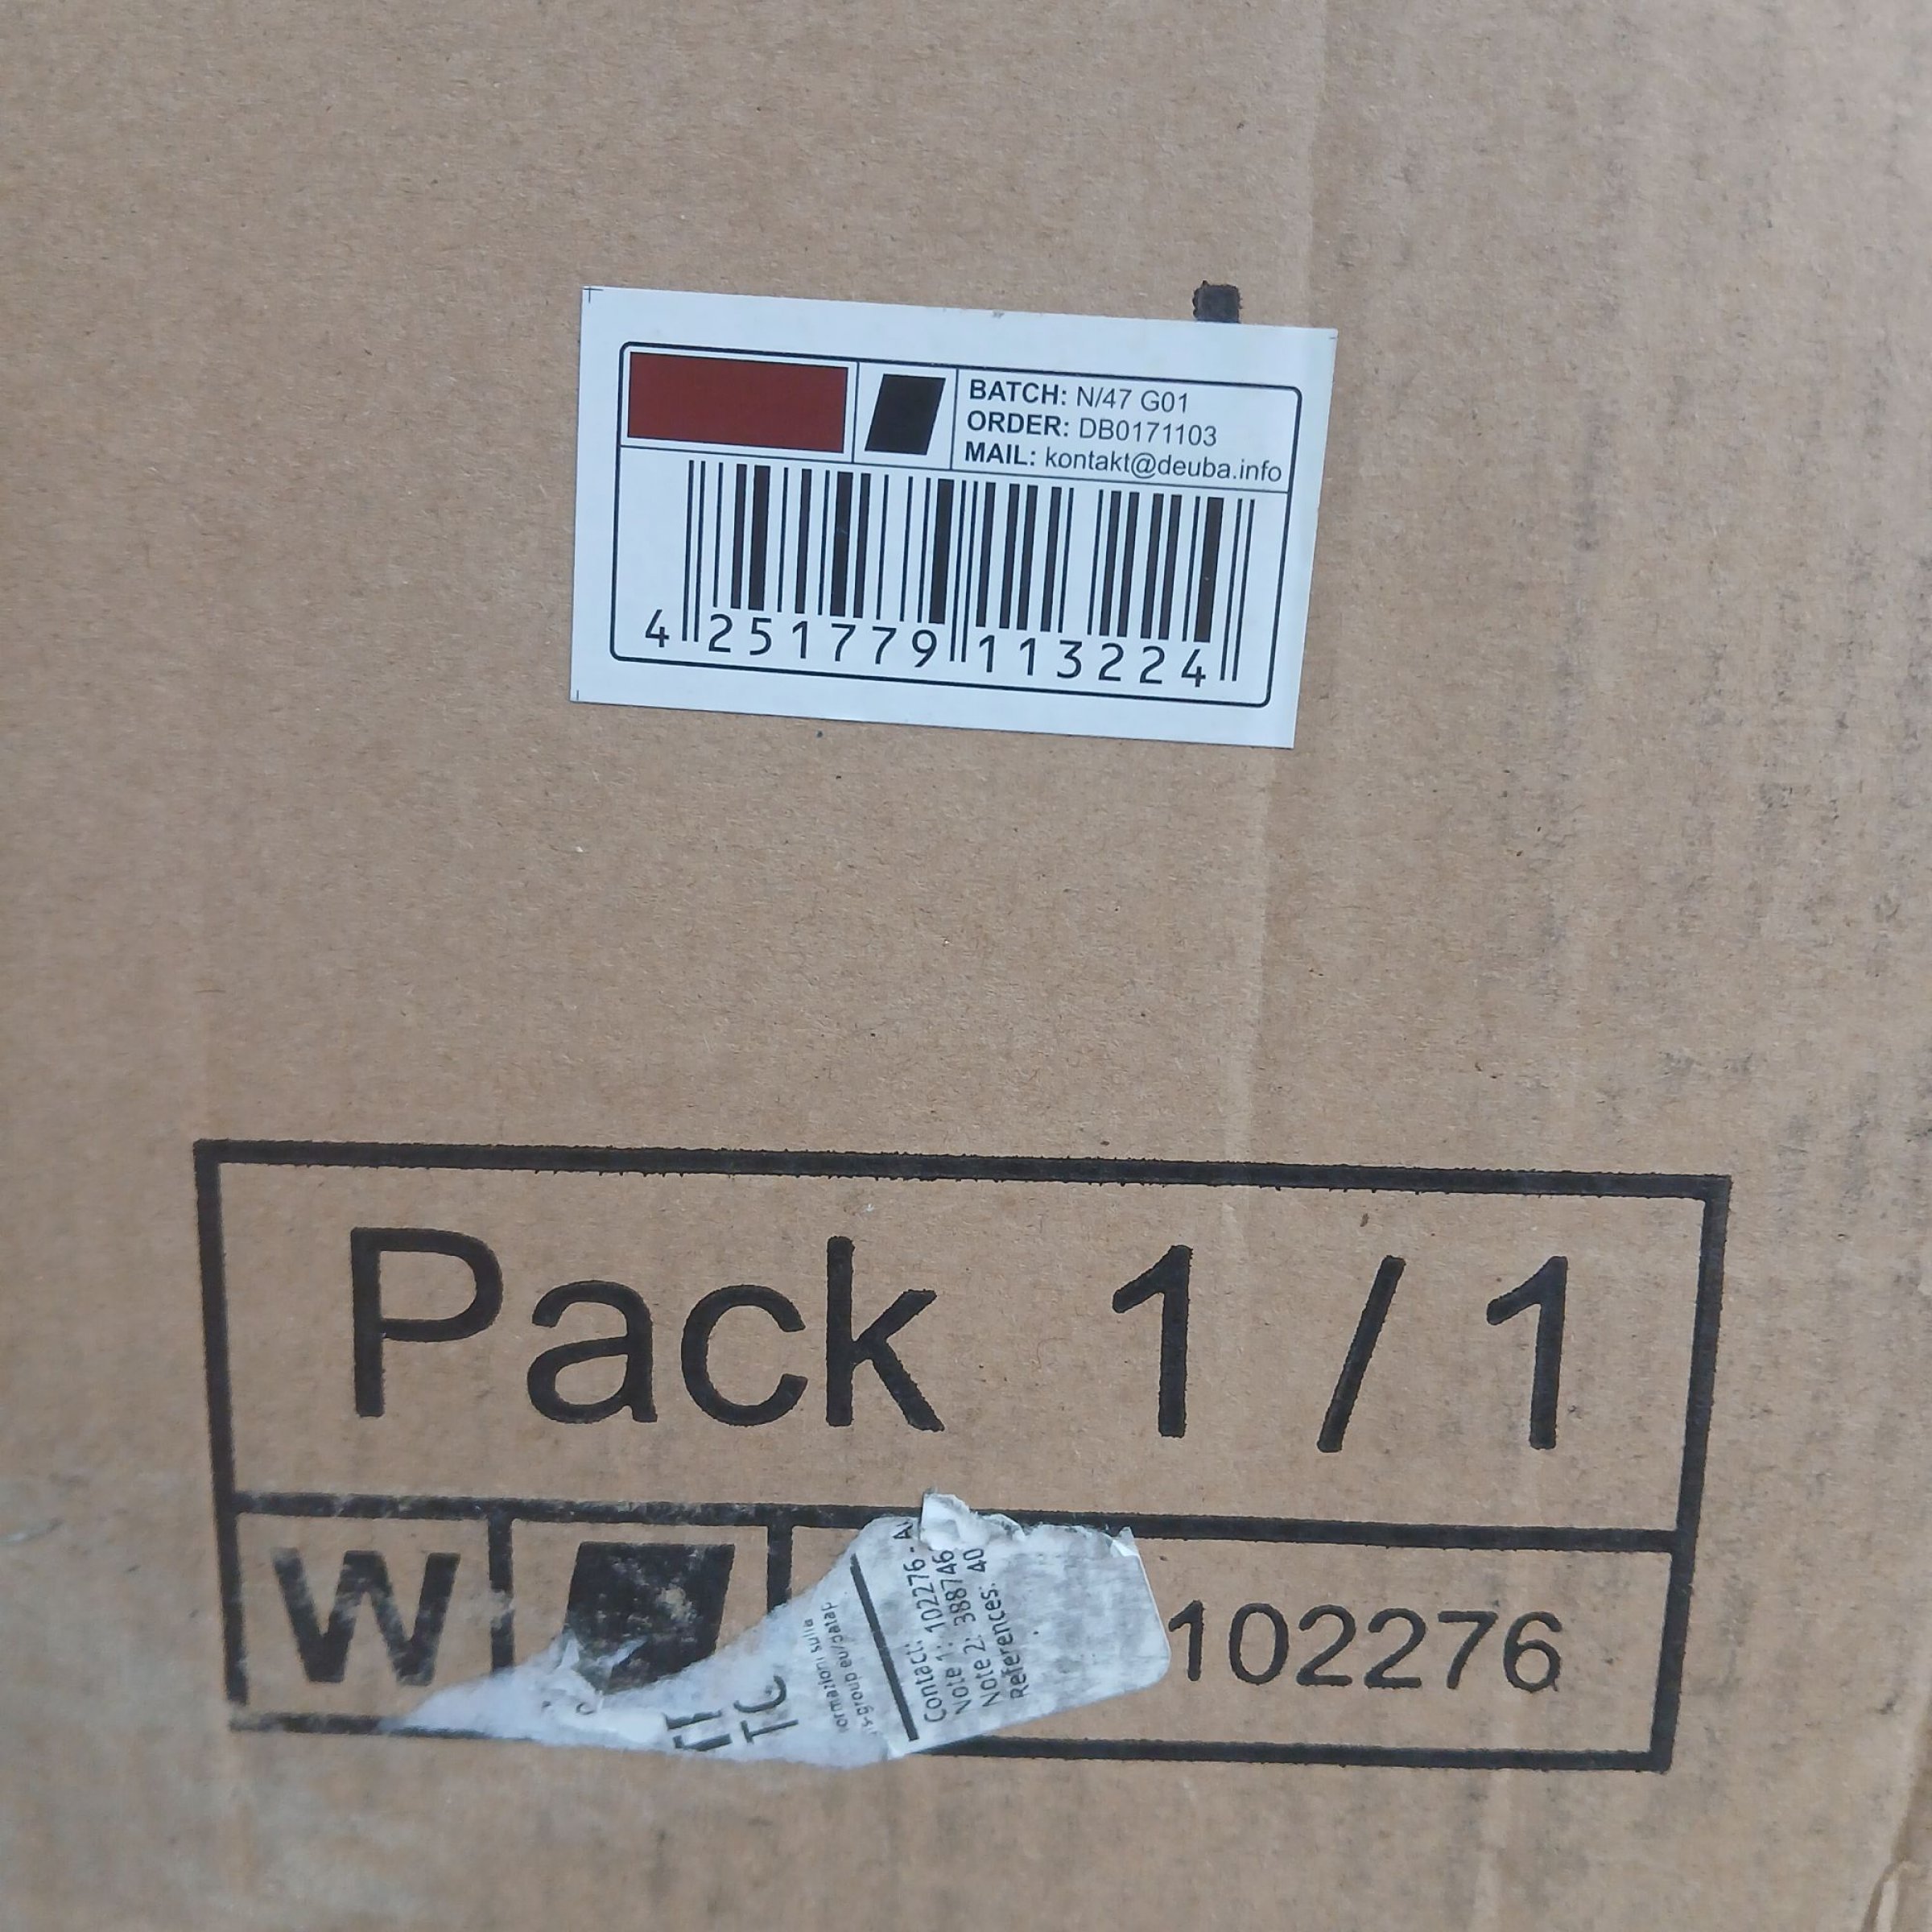 BATCH: N/47 G01
ORDER: DB0171103
MAIL: kontakt@deuba.info
4 251779 113224
Pack 1 / 1
W
102276
Contact:
Note 1: 102276 - A
Note 2: 388746
References: 40